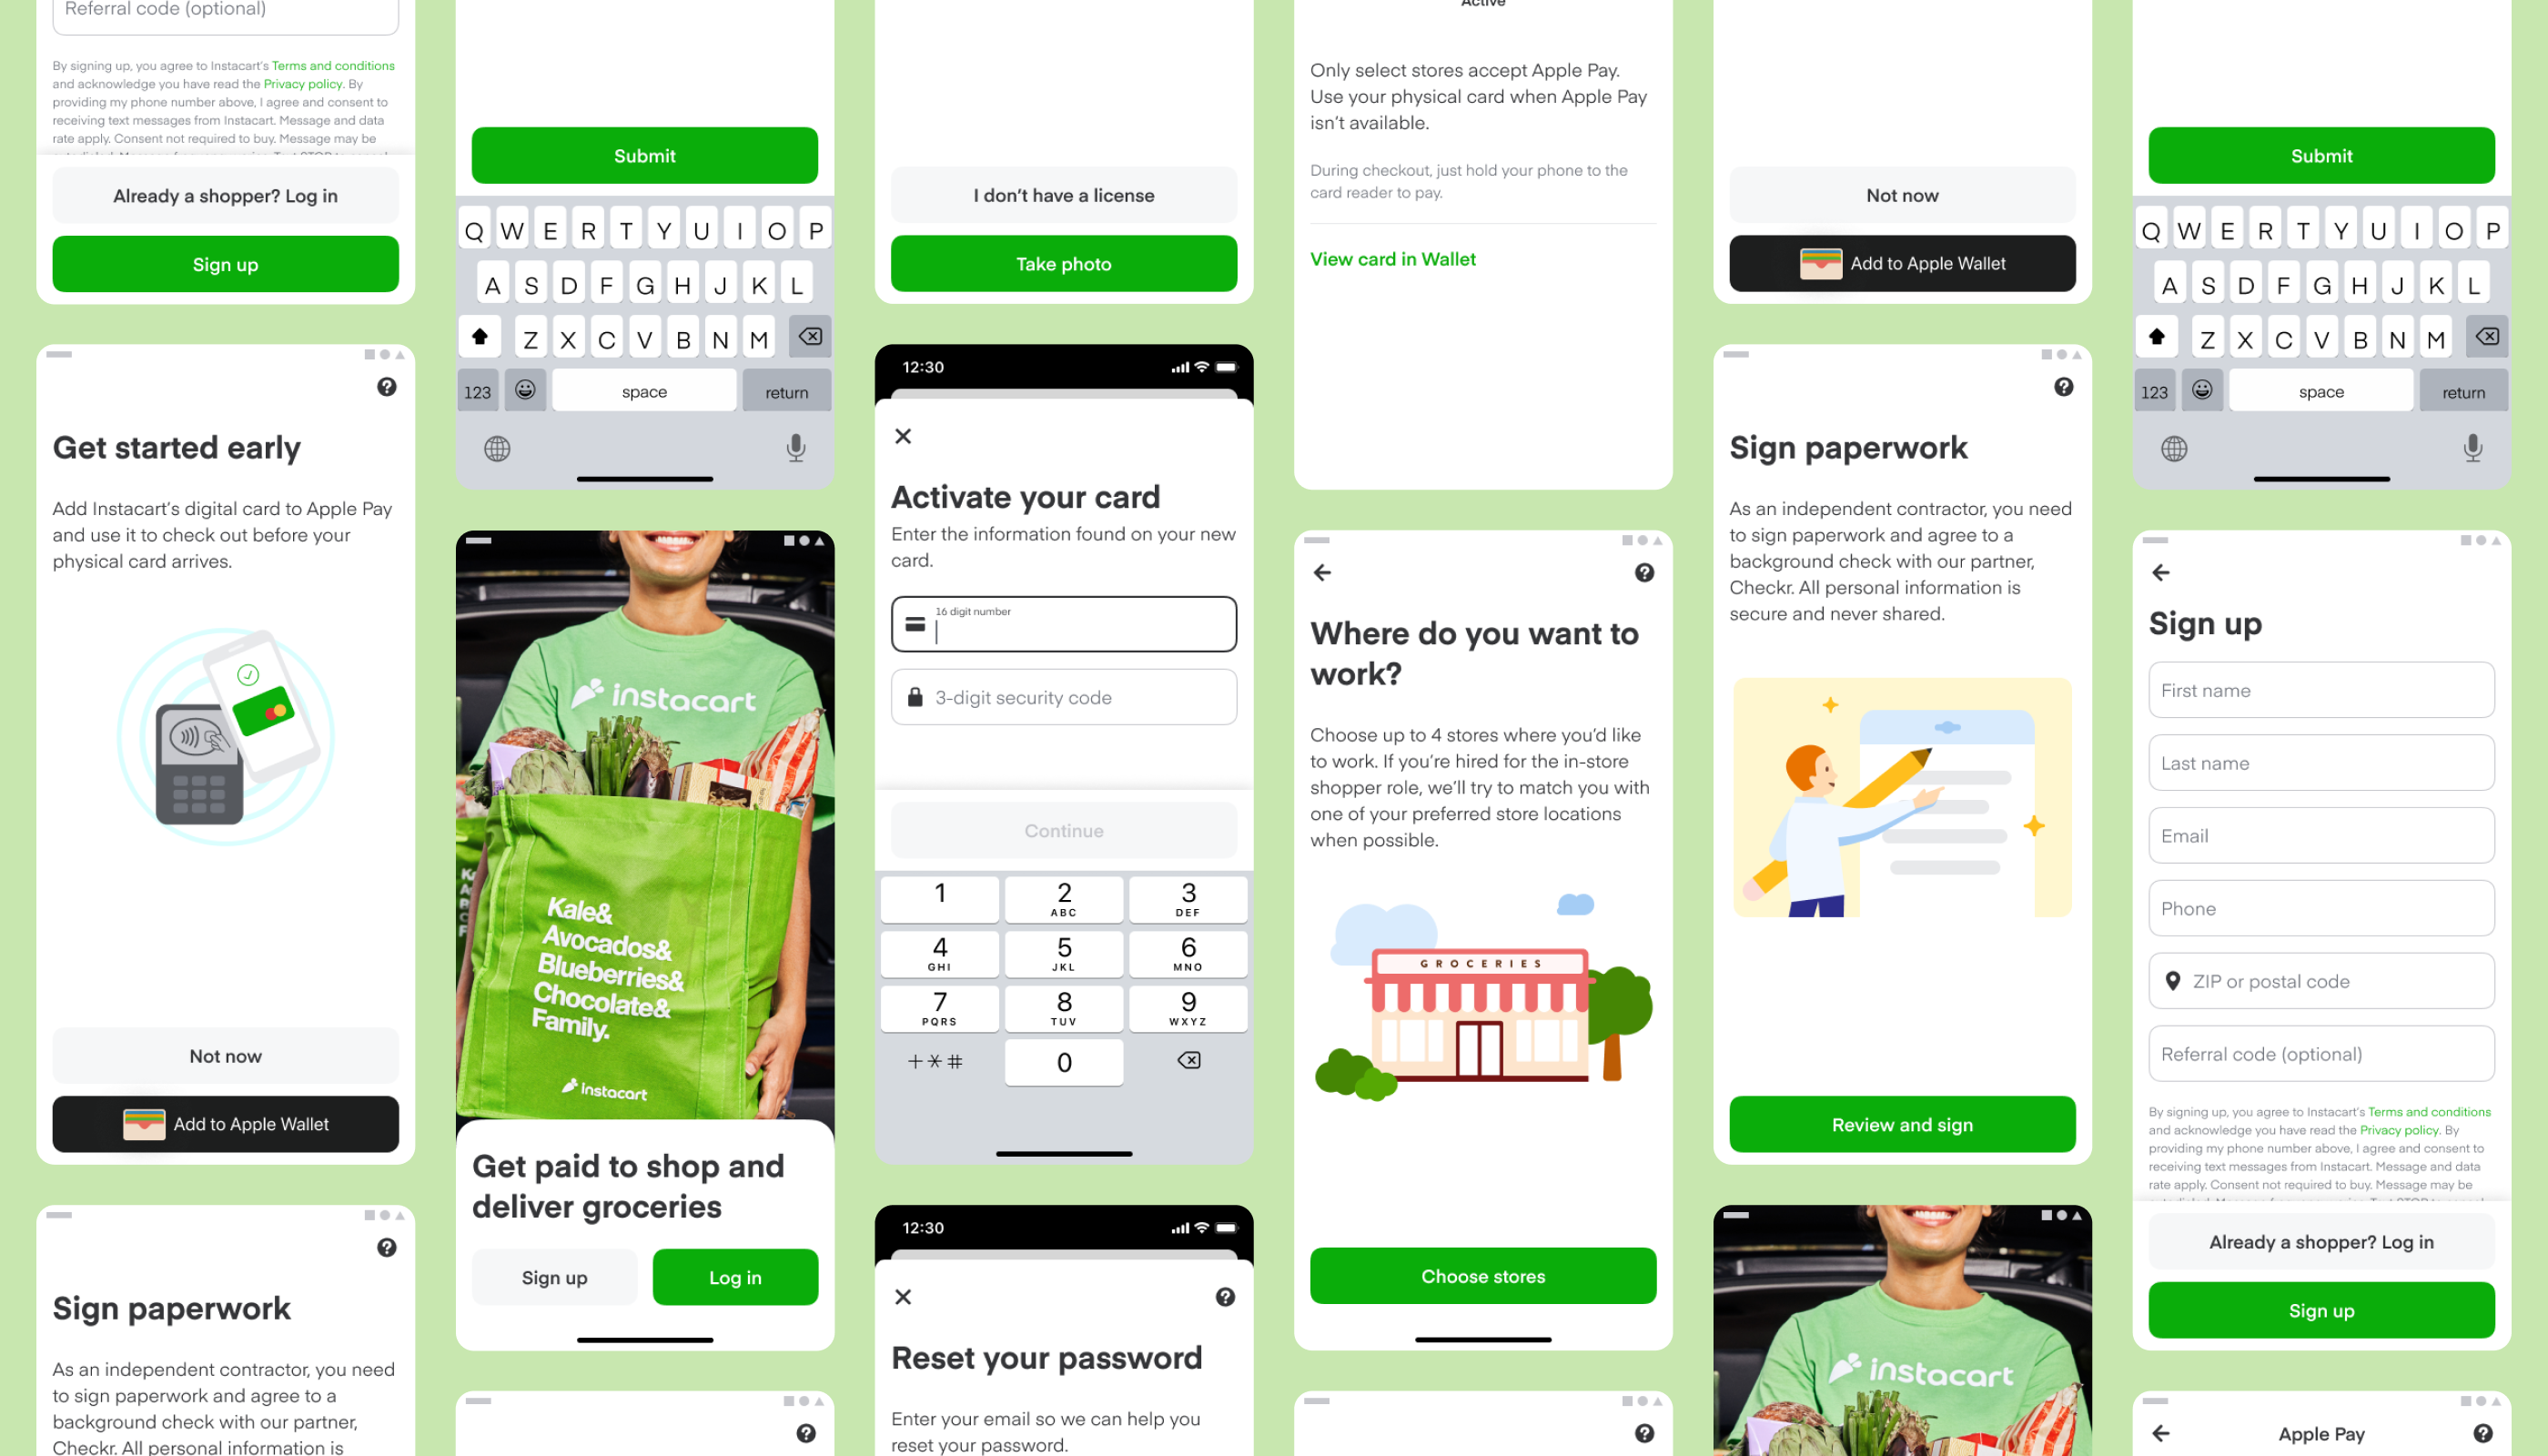 Referral code (optional)
By signing up, you agree to Instacart's Terms and conditions
and acknowledge you have read the Privacy policy. By
providing my phone number above, I agree and consent to
receiving text messages from Instacart. Message and data
rate apply. Consent not required to buy. Message may be
Already a shopper? Log in
Sign up
Get started early
Add Instacart's digital card to Apple Pay
and use it to check out before your
physical card arrives.
Not now
Add to Apple Wallet
Sign paperwork
As an independent contractor, you need
to sign paperwork and agree to a
background check with our partner,
Checkr. All personal information is
Submit
Q W E R T Y U I O P
A S D F G H J K L
Z X C V B N M
123 space return
instacart
Kale&
Avocados&
Blueberries&
Chocolate&
Family.
instacart
Get paid to shop and
deliver groceries
Sign up Log in
I don't have a license
Take photo
12:30
Activate your card
Enter the information found on your new
card.
16 digit number
3-digit security code
Continue
1 2 3
ABC DEF
4 5 6
GHI JKL MNO
7 8 9
PQRS TUV WXYZ
+*# 0
12:30
Reset your password
Enter your email so we can help you
reset your password.
Active
Only select stores accept Apple Pay.
Use your physical card when Apple Pay
isn't available.
During checkout, just hold your phone to the
card reader to pay.
View card in Wallet
Where do you want to
work?
Choose up to 4 stores where you'd like
to work. If you're hired for the in-store
shopper role, we'll try to match you with
one of your preferred store locations
when possible.
GROCERIES
Choose stores
Not now
Add to Apple Wallet
Sign paperwork
As an independent contractor, you need
to sign paperwork and agree to a
background check with our partner,
Checkr. All personal information is
secure and never shared.
Review and sign
instacart
Submit
Q W E R T Y U I O P
A S D F G H J K L
Z X C V B N M
123 space return
Sign up
First name
Last name
Email
Phone
ZIP or postal code
Referral code (optional)
By signing up, you agree to Instacart's Terms and conditions
and acknowledge you have read the Privacy policy. By
providing my phone number above, I agree and consent to
receiving text messages from Instacart. Message and data
rate apply. Consent not required to buy. Message may be
Already a shopper? Log in
Sign up
Apple Pay